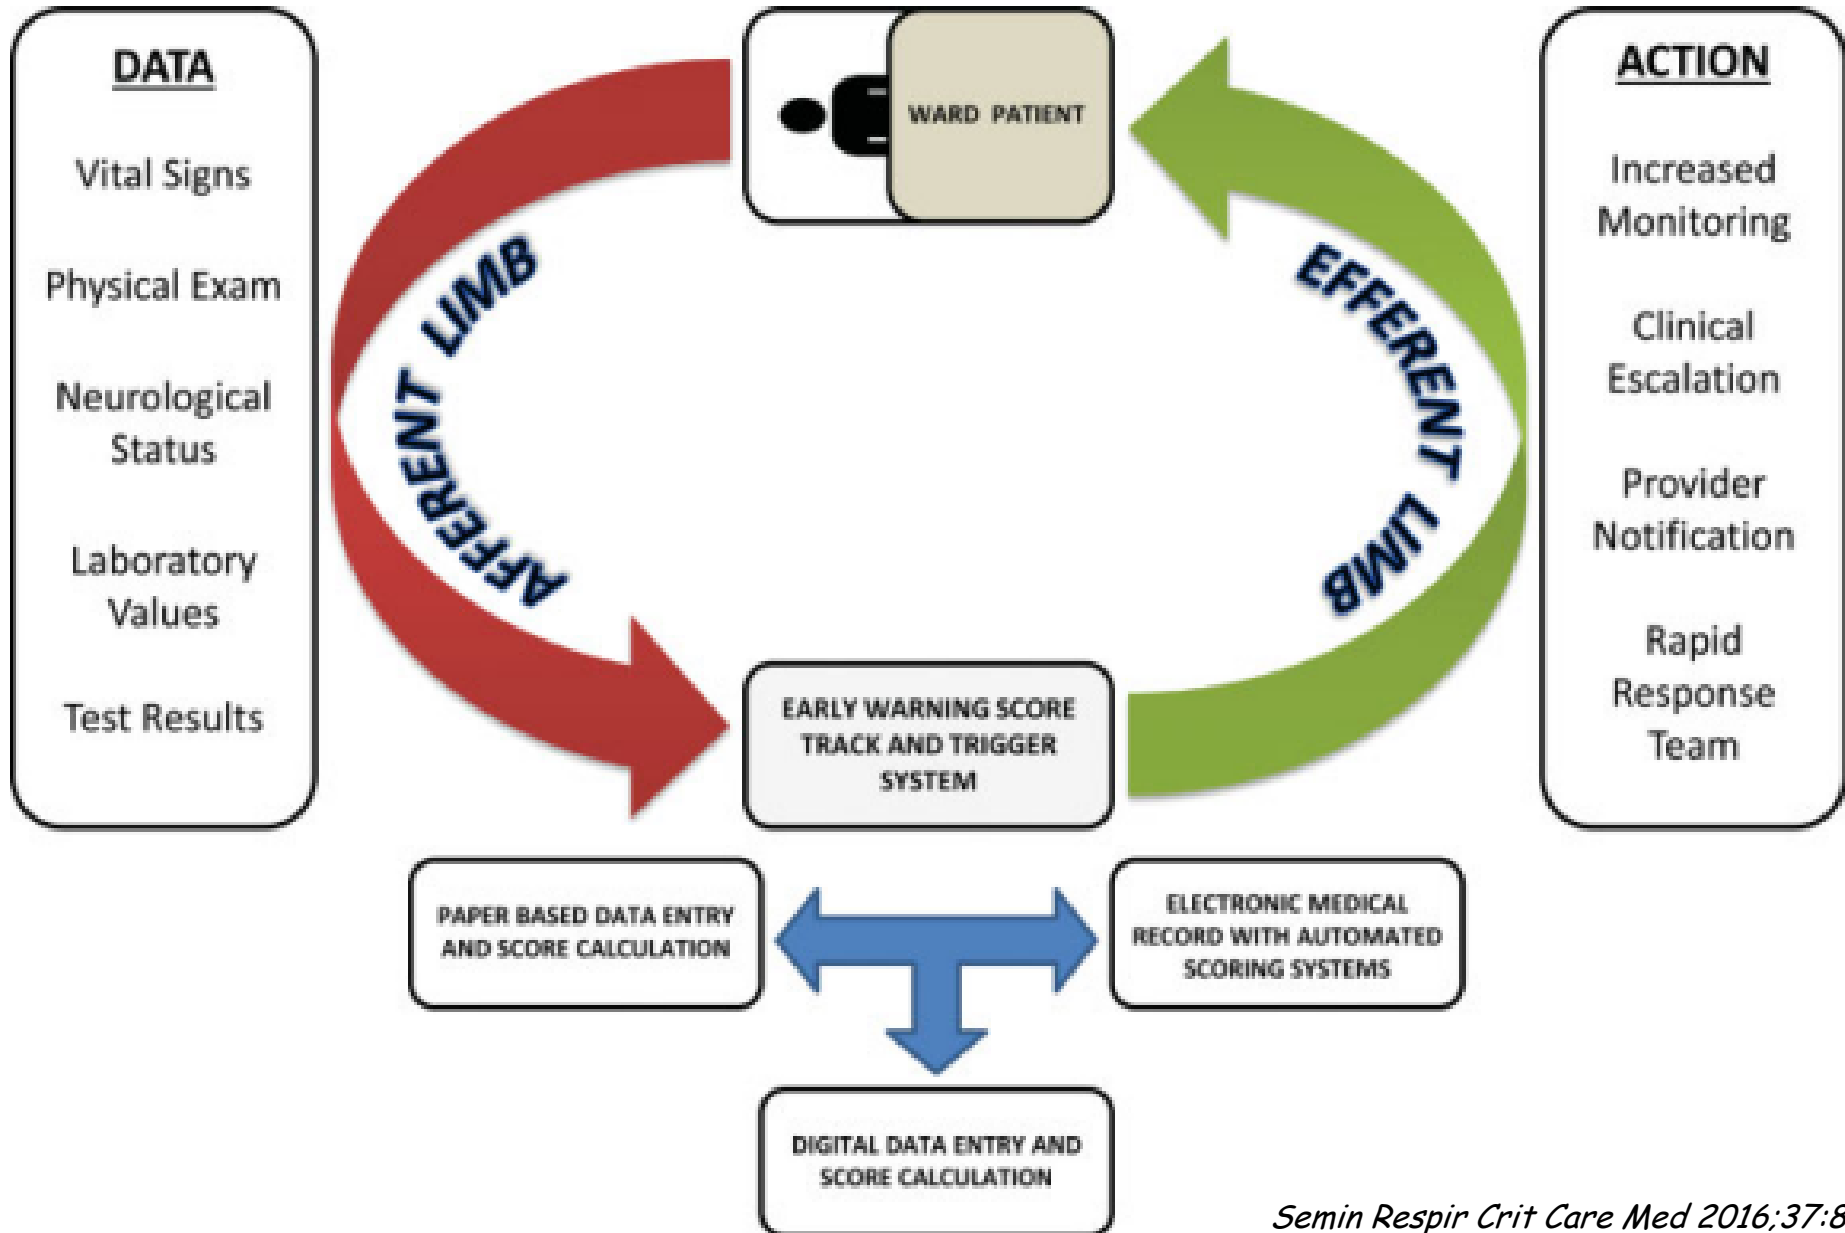 DATA
Vital Signs
Physical Exam
Neurological
Status
Laboratory
Values
Test Results
AFFERENT LIMB
WARD PATIENT
EFFERENT LIMB
ACTION
Increased
Monitoring
Clinical
Escalation
Provider
Notification
Rapid
Response
Team
EARLY WARNING SCORE
TRACK AND TRIGGER
SYSTEM
PAPER BASED DATA ENTRY
AND SCORE CALCULATION
ELECTRONIC MEDICAL
RECORD WITH AUTOMATED
SCORING SYSTEMS
DIGITAL DATA ENTRY AND
SCORE CALCULATION
Semin Respir Crit Care Med 2016;37:8